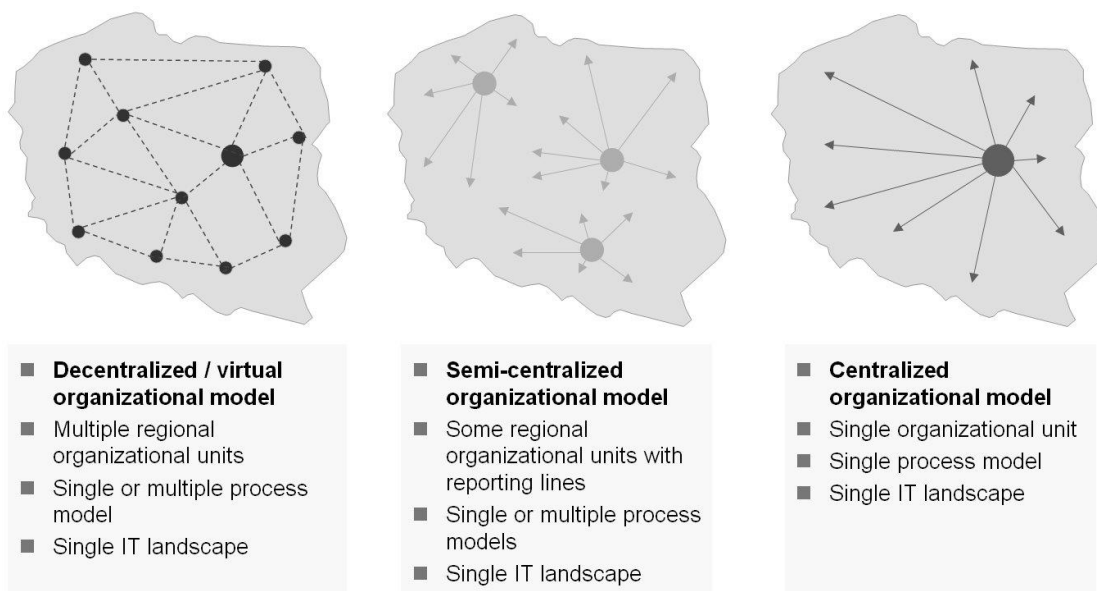 Decentralized / virtual
organizational model
Multiple regional
organizational units
Single or multiple process
model
Single IT landscape
Semi-centralized
organizational model
Some regional
organizational units with
reporting lines
Single or multiple process
models
Single IT landscape
Centralized
organizational model
Single organizational unit
Single process model
Single IT landscape